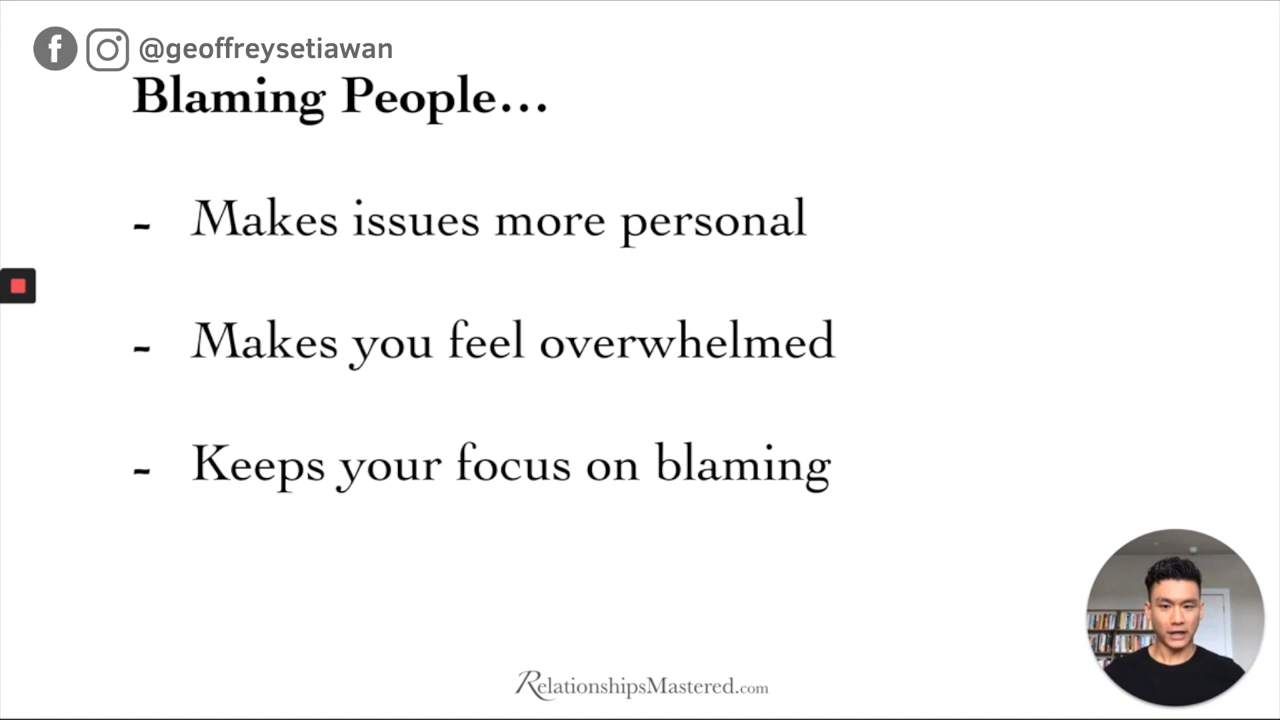 @geoffreysetiawan
Blaming People...
- Makes issues more personal
- Makes you feel overwhelmed
- Keeps your focus on blaming
RelationshipsMastered.com